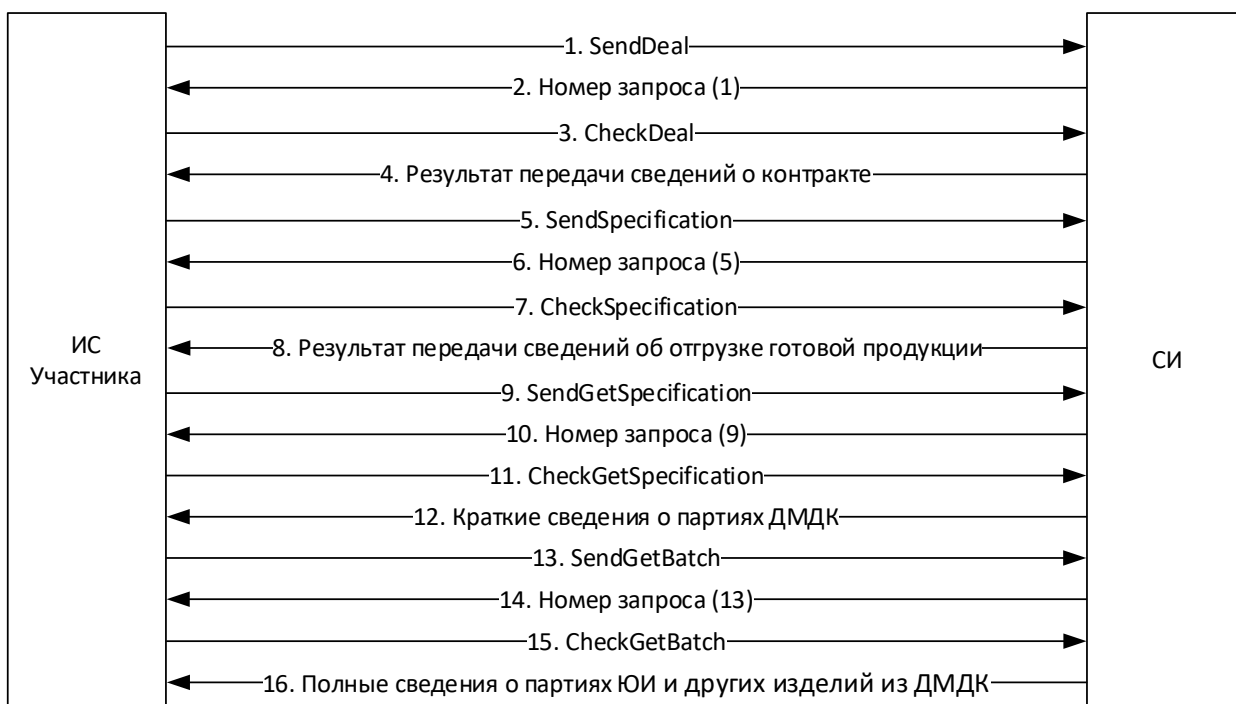 1. SendDeal
2. Номер запроса (1)
3. CheckDeal
4. Результат передачи сведений о контракте
5. SendSpecification
6. Номер запроса (5)
7. CheckSpecification
8. Результат передачи сведений об отгрузке готовой продукции
ИС
Участника
СИ
9. SendGetSpecification
10. Номер запроса (9)
11. CheckGetSpecification
12. Краткие сведения о партиях ДМДК
13. SendGetBatch
14. Номер запроса (13)
15. CheckGetBatch
16. Полные сведения о партиях ЮИ и других изделий из ДМДК